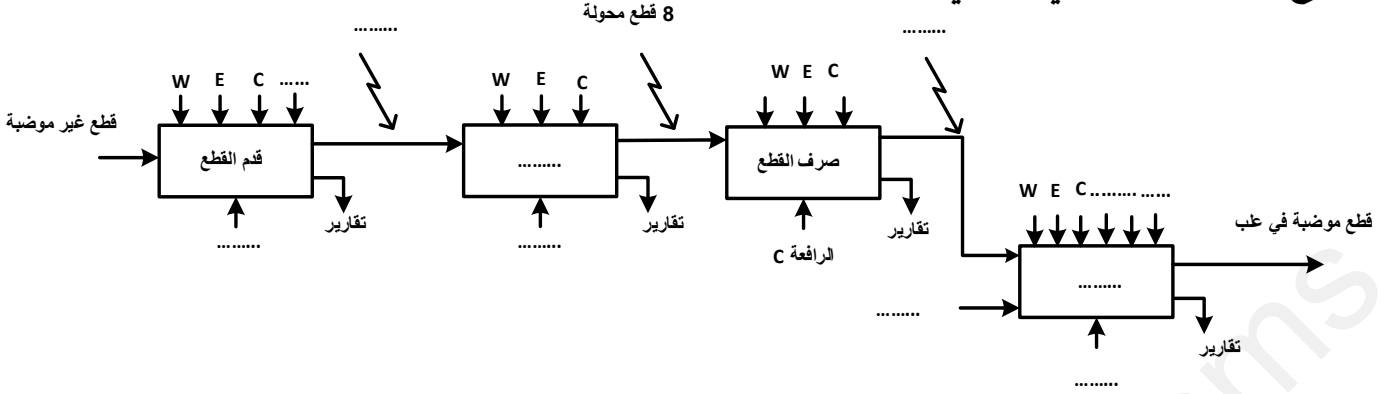 8 قطع محولة
.........
.........
W E C ......
W E C
W E C
قطع غير موضبة
قدم القطع
.........
صرف القطع
تقارير
تقارير
تقارير
.........
.........
الرافعة C
W E C ......... ......
قطع موضبة في علب
.........
.........
تقارير
.........